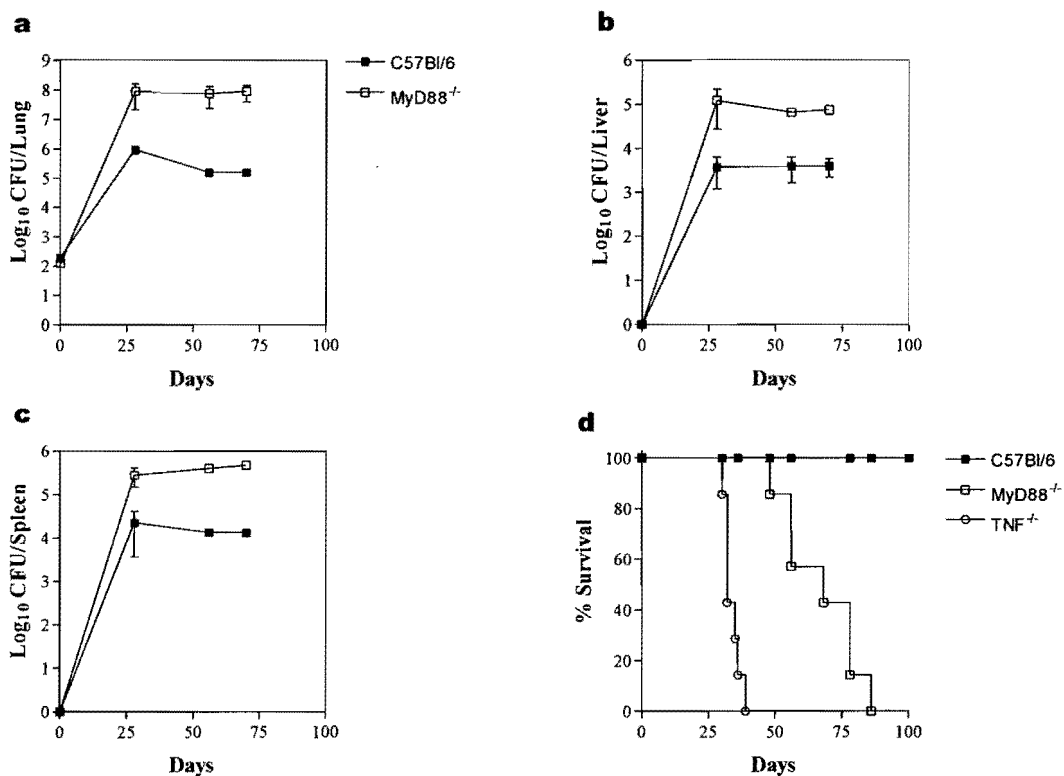 a
Log10 CFU/Lung
9
8
7
6
5
4
3
2
1
0
0 25 50 75 100
Days
C57Bl/6
MyD88-/-
b
Log10 CFU/Liver
6
5
4
3
2
1
0
0 25 50 75 100
Days
c
Log10 CFU/Spleen
6
5
4
3
2
1
0
0 25 50 75 100
Days
d
% Survival
100
80
60
40
20
0
0 25 50 75 100
Days
C57Bl/6
MyD88-/-
TNF-/-